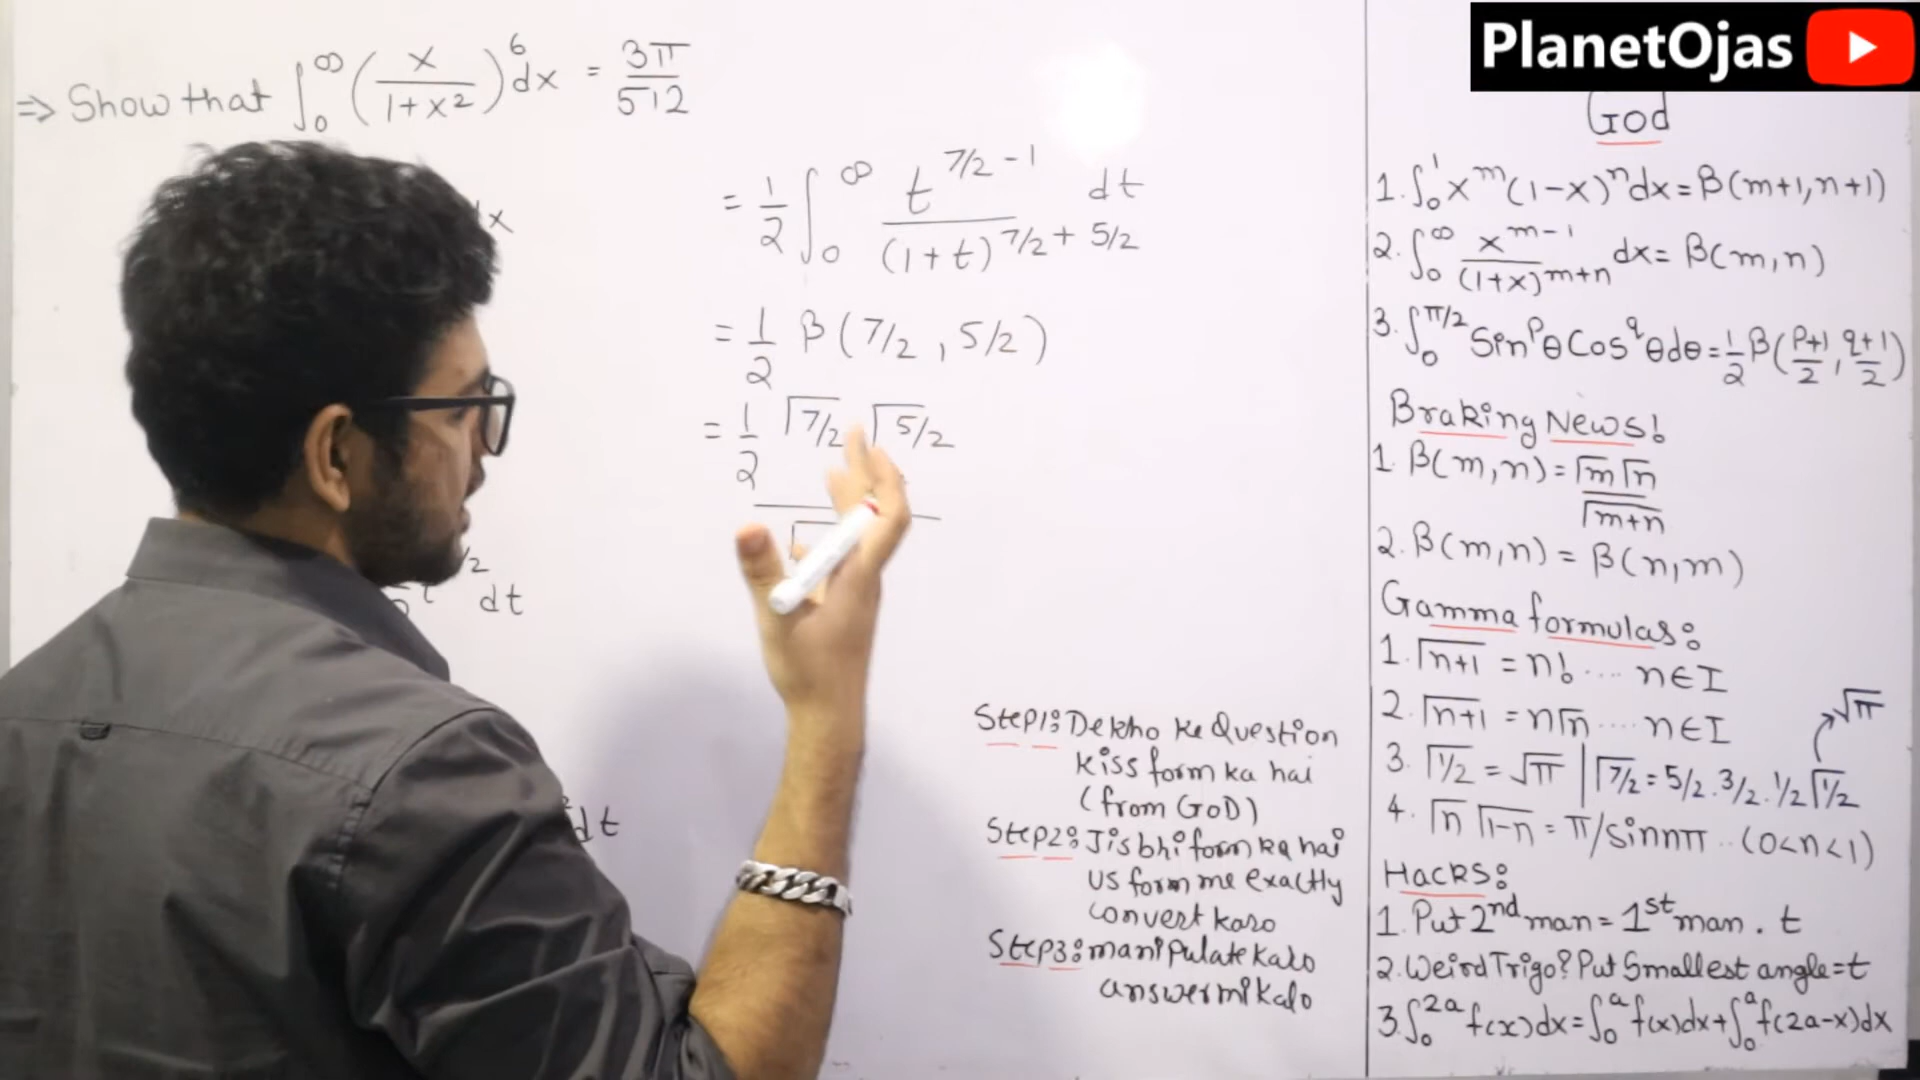 PlanetOjas
⇒ Show that ∫₀^∞ (x/(1+x²))⁶ dx = 3π/512
dx
= 1/2 ∫₀^∞ t^(7/2 - 1) / (1+t)^(7/2 + 5/2) dt
= 1/2 β(7/2, 5/2)
= 1/2 Γ7/2 Γ5/2
dt
dt
Step1: Dekho Ke Question
kiss form ka hai
(from GoD)
Step2: Jis bhi form ka hai
us form me exactly
convert karo
Step3: manipulate karo
answer nikalo
God
1. ∫₀¹ x^m (1-x)^n dx = β(m+1, n+1)
2. ∫₀^∞ x^(m-1) / (1+x)^(m+n) dx = β(m, n)
3. ∫₀^(π/2) Sin^p θ Cos^q θ dθ = 1/2 β((p+1)/2, (q+1)/2)
Braking News!
1. β(m, n) = Γm Γn / Γm+n
2. β(m, n) = β(n, m)
Gamma formulas:
1. Γn+1 = n! .... n∈I
2. Γn+1 = nΓn .... n∈I
√π
3. Γ1/2 = √π | Γ7/2 = 5/2 . 3/2 . 1/2 Γ1/2
4. Γn Γ1-n = π/sin nπ .. (0<n<1)
Hacks:
1. Put 2nd man = 1st man . t
2. Weird Trigo? Put Smallest angle = t
3. ∫₀^2a f(x)dx = ∫₀^a f(x)dx + ∫₀^a f(2a-x)dx